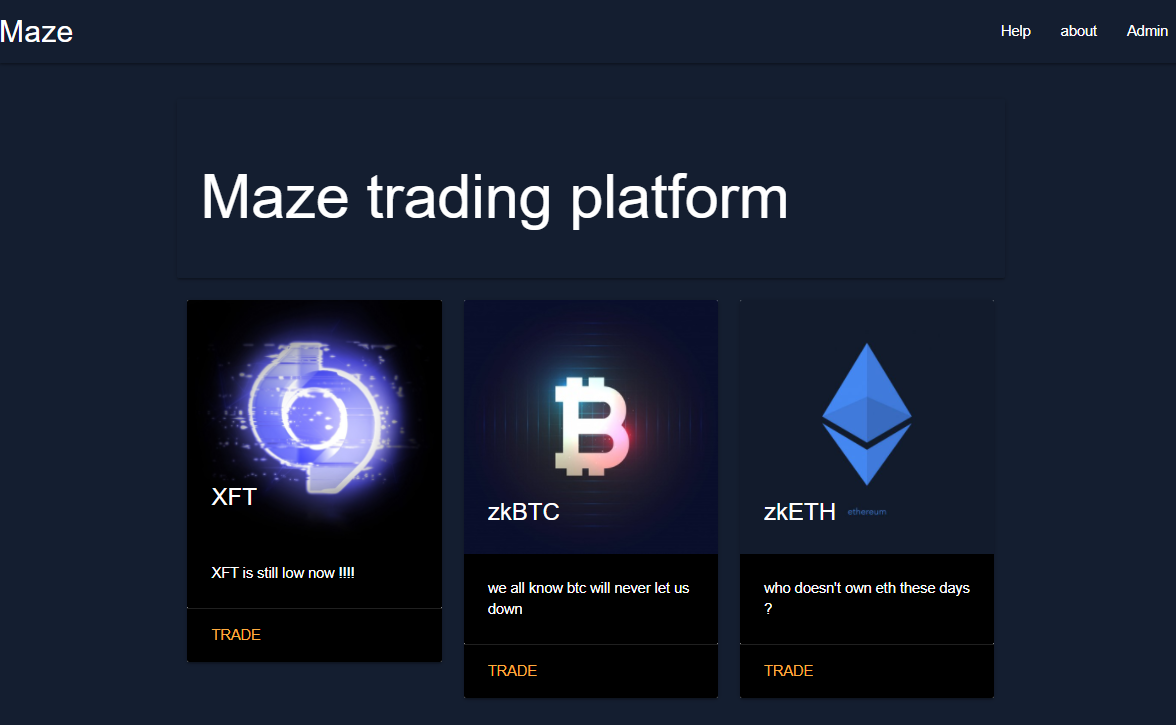 Maze
Help about Admin
Maze trading platform
XFT
XFT is still low now !!!!
TRADE
zkBTC
we all know btc will never let us
down
TRADE
zkETH
ethereum
who doesn't own eth these days
?
TRADE